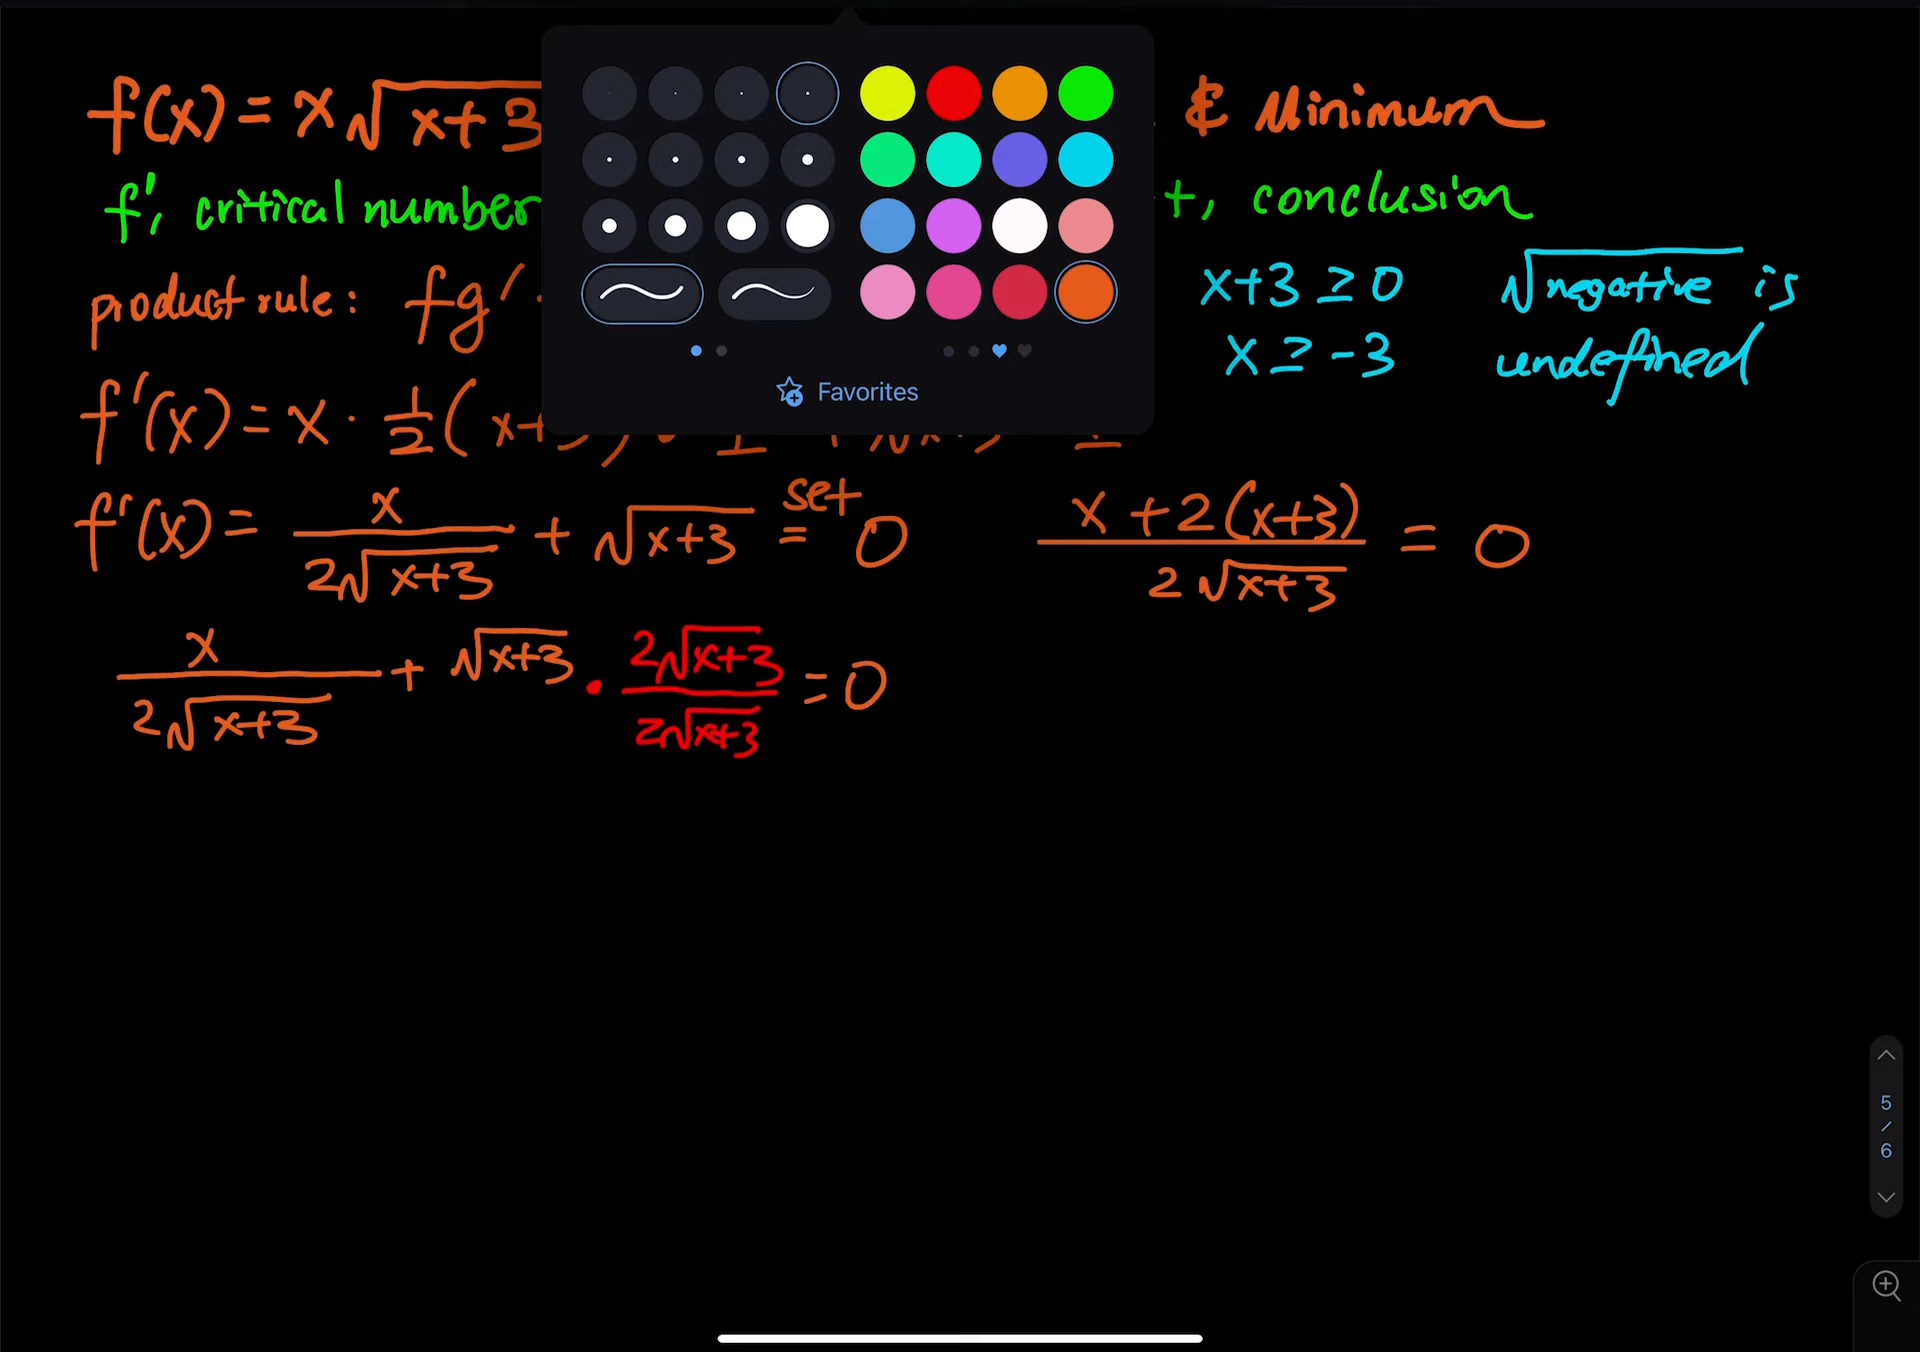 f(x) = x√x+3 & Minimum
f', critical number +, conclusion
product rule: fg' x+3 ≥ 0 √negative is
x ≥ -3 undefined
Favorites
f'(x) = x · 1/2 (x+
f'(x) = x/(2√x+3) + √x+3 set = 0 (x + 2(x+3))/(2√x+3) = 0
x/(2√x+3) + √x+3 · (2√x+3)/(2√x+3) = 0
5
/
6